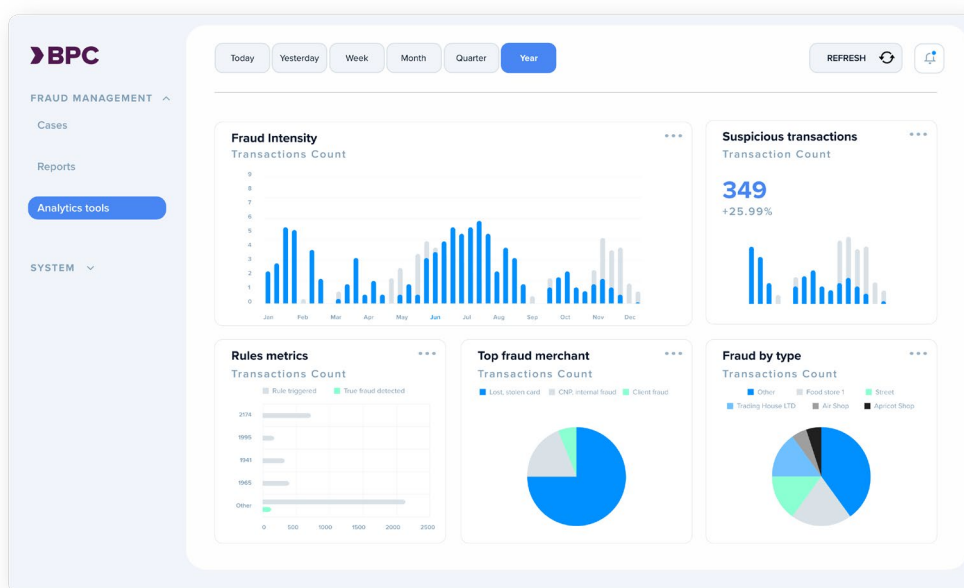 BPC
FRAUD MANAGEMENT
Cases
Reports
Analytics tools
SYSTEM
Today Yesterday Week Month Quarter Year
REFRESH
Fraud Intensity
Transactions Count
9
8
7
6
5
4
3
2
1
0
Jan Feb Mar Apr May Jun Jul Aug Sep Oct Nov Dec
Suspicious transactions
Transaction Count
349
+25.99%
Rules metrics
Transactions Count
Rule triggered True fraud detected
2174
1995
1941
1965
Other
0 500 1000 1500 2000 2500
Top fraud merchant
Transactions Count
Lost, stolen card CNP, internal fraud Client fraud
Fraud by type
Transactions Count
Other Food store 1 Street
Trading House LTD Air Shop Apricot Shop